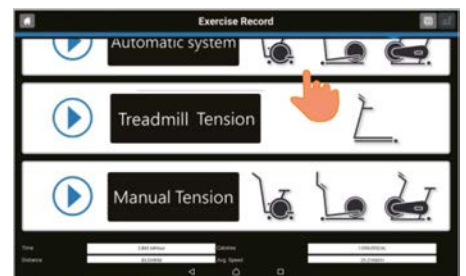 Exercise Record
Automatic system
Treadmill Tension
Manual Tension
Time
Calories
Distance
Avg. Speed